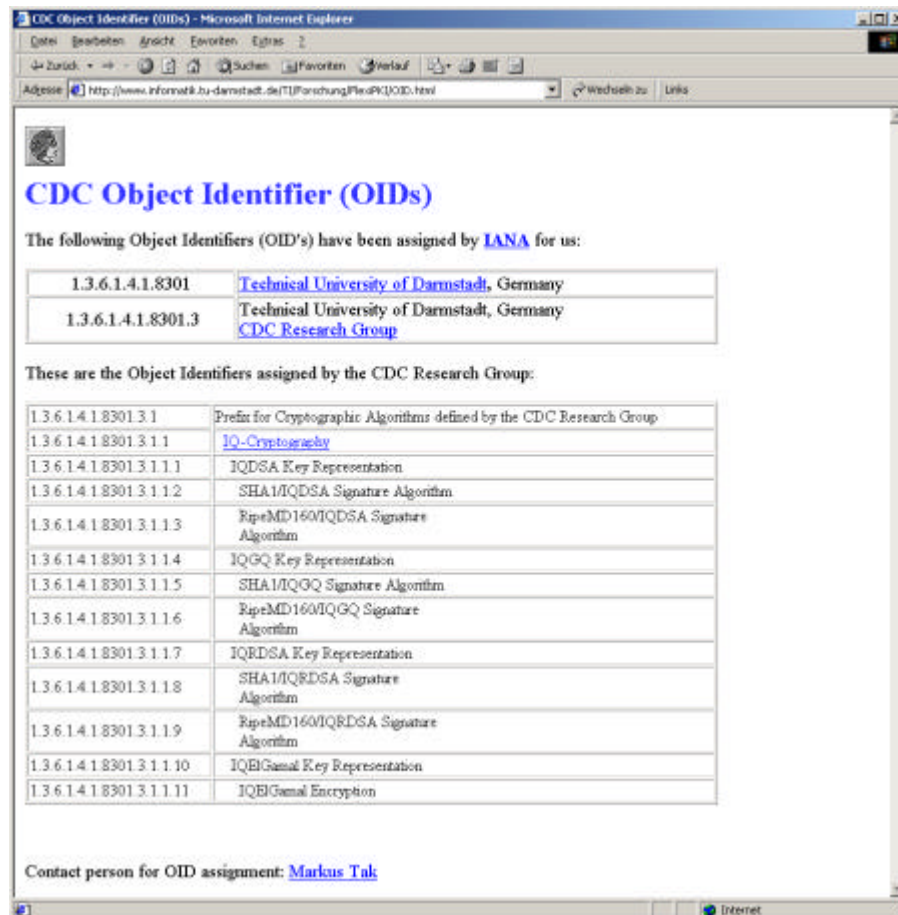 CDC Object Identifier (OIDs) - Microsoft Internet Explorer
Datei Bearbeiten Ansicht Favoriten Extras ?
Zurück Suchen Favoriten Verlauf
Adresse http://www.informatik.tu-darmstadt.de/TI/Forschung/FlexiPKI/OID.html Wechseln zu Links
CDC Object Identifier (OIDs)
The following Object Identifiers (OID's) have been assigned by IANA for us:
1.3.6.1.4.1.8301 Technical University of Darmstadt, Germany
1.3.6.1.4.1.8301.3 Technical University of Darmstadt, Germany
CDC Research Group
These are the Object Identifiers assigned by the CDC Research Group:
1.3.6.1.4.1.8301.3.1 Prefix for Cryptographic Algorithms defined by the CDC Research Group
1.3.6.1.4.1.8301.3.1.1 IQ-Cryptography
1.3.6.1.4.1.8301.3.1.1.1 IQDSA Key Representation
1.3.6.1.4.1.8301.3.1.1.2 SHA1/IQDSA Signature Algorithm
1.3.6.1.4.1.8301.3.1.1.3 RipeMD160/IQDSA Signature
Algorithm
1.3.6.1.4.1.8301.3.1.1.4 IQGQ Key Representation
1.3.6.1.4.1.8301.3.1.1.5 SHA1/IQGQ Signature Algorithm
1.3.6.1.4.1.8301.3.1.1.6 RipeMD160/IQGQ Signature
Algorithm
1.3.6.1.4.1.8301.3.1.1.7 IQRDSA Key Representation
1.3.6.1.4.1.8301.3.1.1.8 SHA1/IQRDSA Signature
Algorithm
1.3.6.1.4.1.8301.3.1.1.9 RipeMD160/IQRDSA Signature
Algorithm
1.3.6.1.4.1.8301.3.1.1.10 IQElGamal Key Representation
1.3.6.1.4.1.8301.3.1.1.11 IQElGamal Encryption
Contact person for OID assignment: Markus Tak
Internet